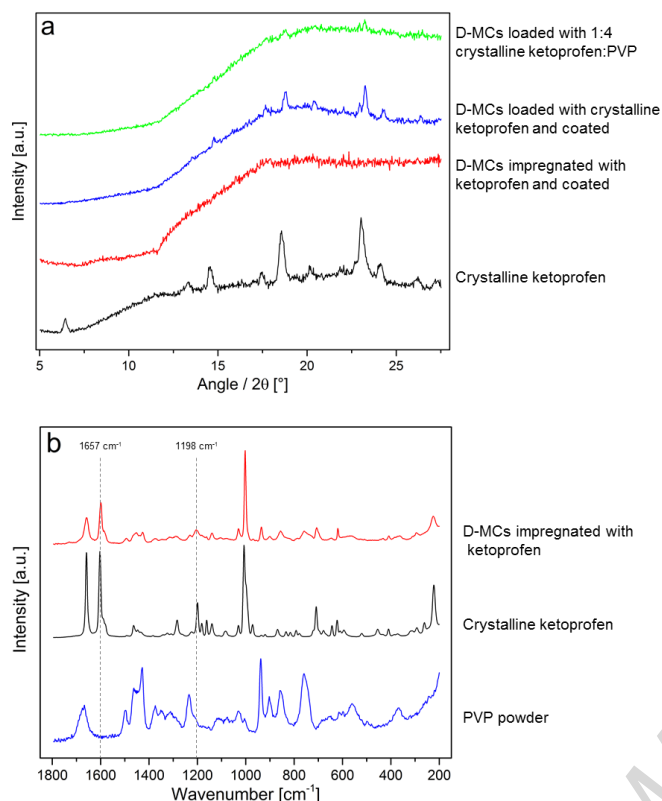 a
D-MCs loaded with 1:4
crystalline ketoprofen:PVP
D-MCs loaded with crystalline
ketoprofen and coated
D-MCs impregnated with
ketoprofen and coated
Crystalline ketoprofen
Intensity [a.u.]
5 10 15 20 25
Angle / 2θ [°]
b
1657 cm⁻¹ 1198 cm⁻¹
D-MCs impregnated with
ketoprofen
Crystalline ketoprofen
PVP powder
Intensity [a.u.]
1800 1600 1400 1200 1000 800 600 400 200
Wavenumber [cm⁻¹]